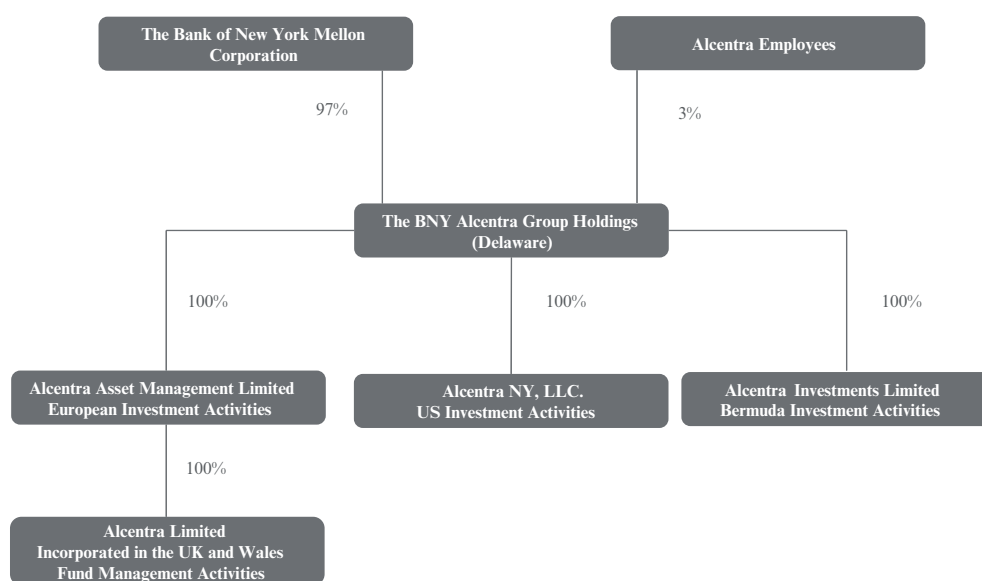 The Bank of New York Mellon
Corporation
Alcentra Employees
97%
3%
The BNY Alcentra Group Holdings
(Delaware)
100%
100%
100%
Alcentra Asset Management Limited
European Investment Activities
Alcentra NY, LLC.
US Investment Activities
Alcentra Investments Limited
Bermuda Investment Activities
100%
Alcentra Limited
Incorporated in the UK and Wales
Fund Management Activities